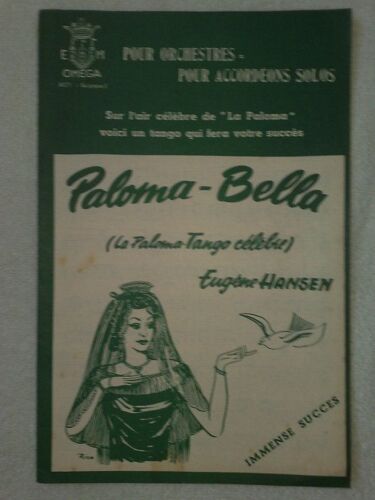 E M
OMEGA
POUR ORCHESTRES =
POUR ACCORDÉONS SOLOS
Sur l'air célèbre de "La Paloma"
voici un tango qui fera votre succès
Paloma-Bella
(La Paloma-Tango célèbre)
Eugène HANSEN
IMMENSE SUCCES